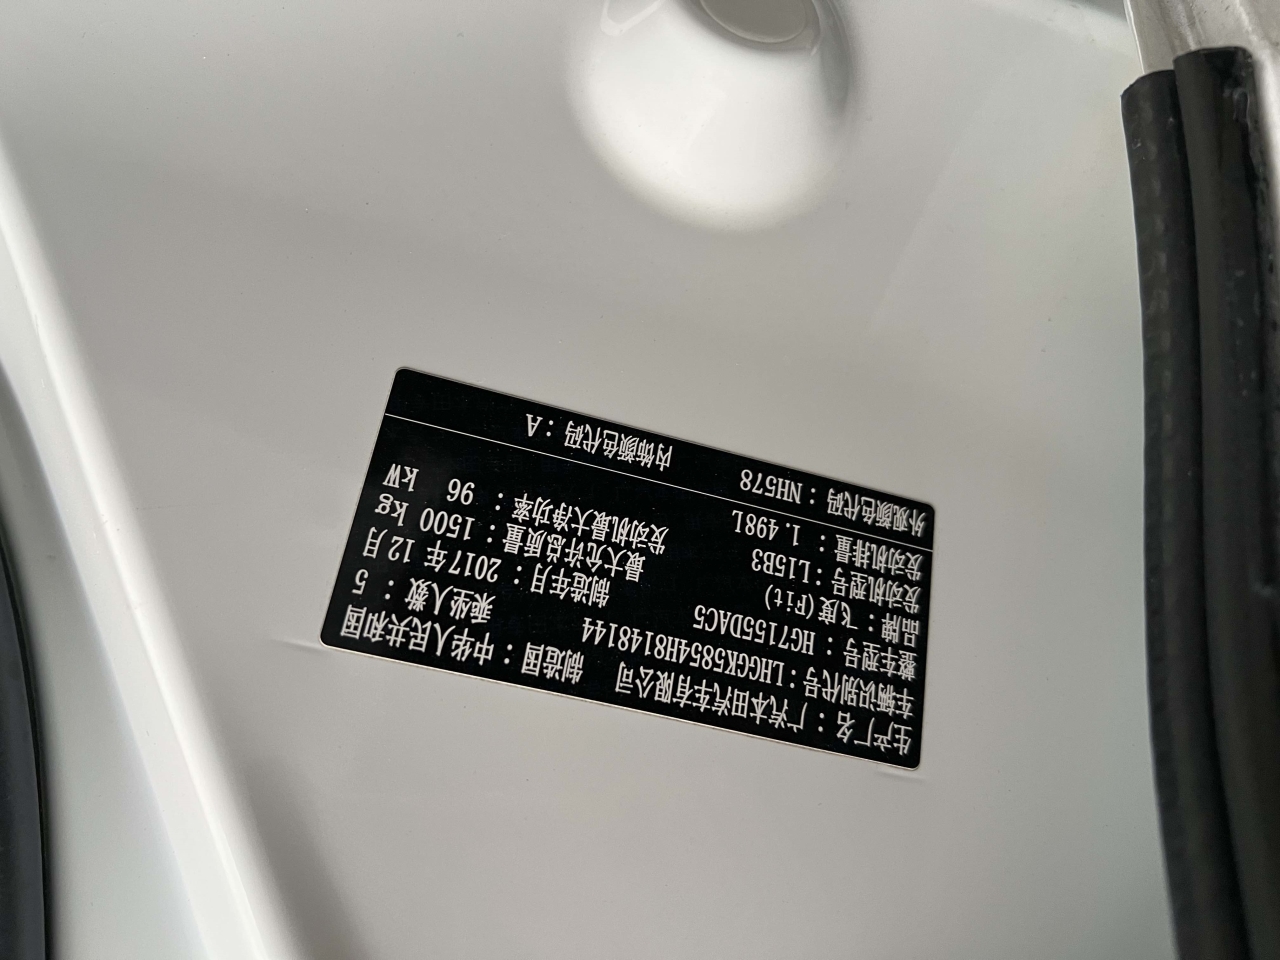 生产厂名：广汽本田汽车有限公司 制造国：中华人民共和国
车辆识别代号：LHGGK5854H8148144 乘坐人数：5
整车型号：HG7155DAC5 制造年月：2017年12月
品牌：飞度(Fit) 最大允许总质量：1500 kg
发动机型号：L15B3 发动机最大净功率：96 kW
发动机排量：1.498L
外观颜色代码：NH578 内饰颜色代码：A